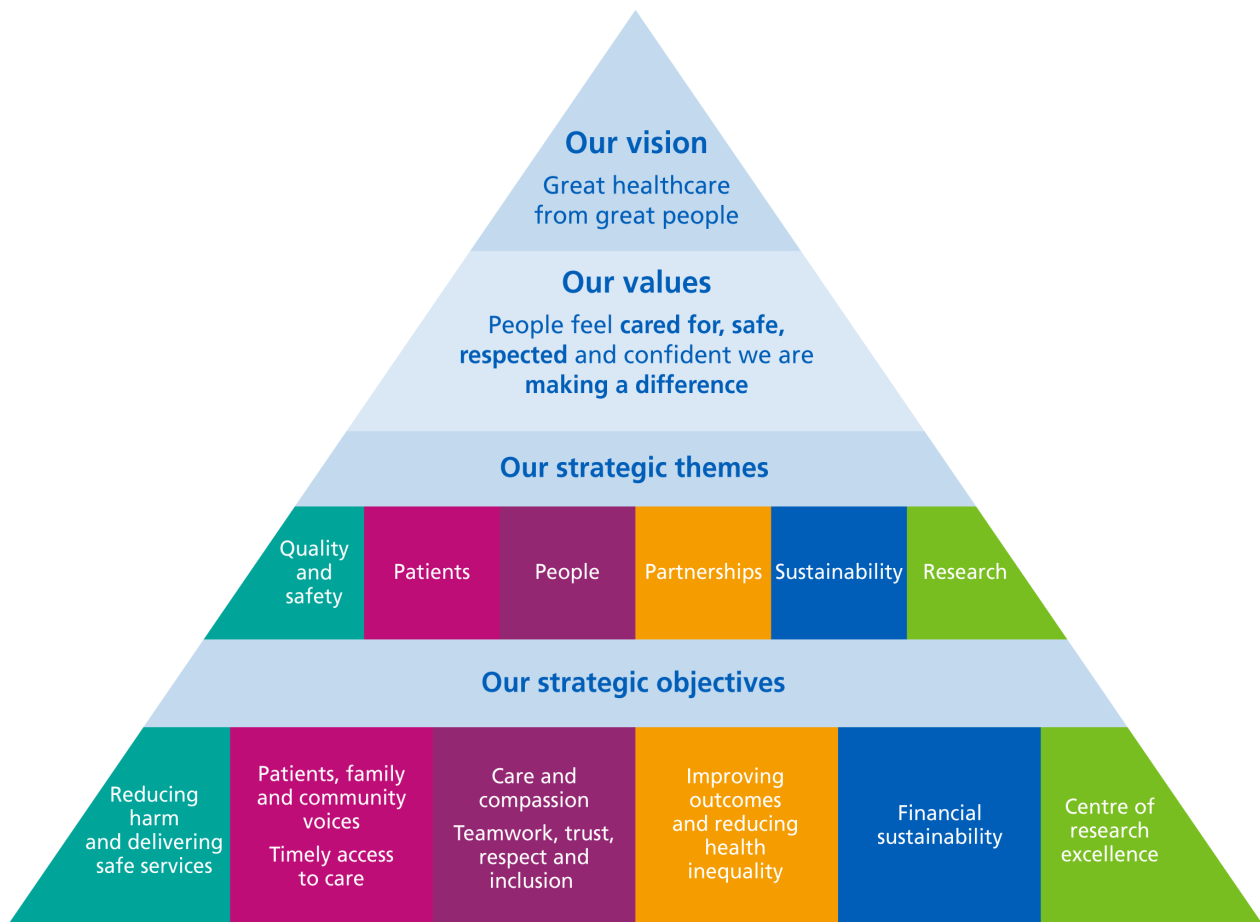 Our vision
Great healthcare
from great people
Our values
People feel cared for, safe,
respected and confident we are
making a difference
Our strategic themes
Quality
and
safety
Patients
People
Partnerships
Sustainability
Research
Our strategic objectives
Reducing
harm
and delivering
safe services
Patients, family
and community
voices
Timely access
to care
Care and
compassion
Teamwork, trust,
respect and
inclusion
Improving
outcomes
and reducing
health
inequality
Financial
sustainability
Centre of
research
excellence